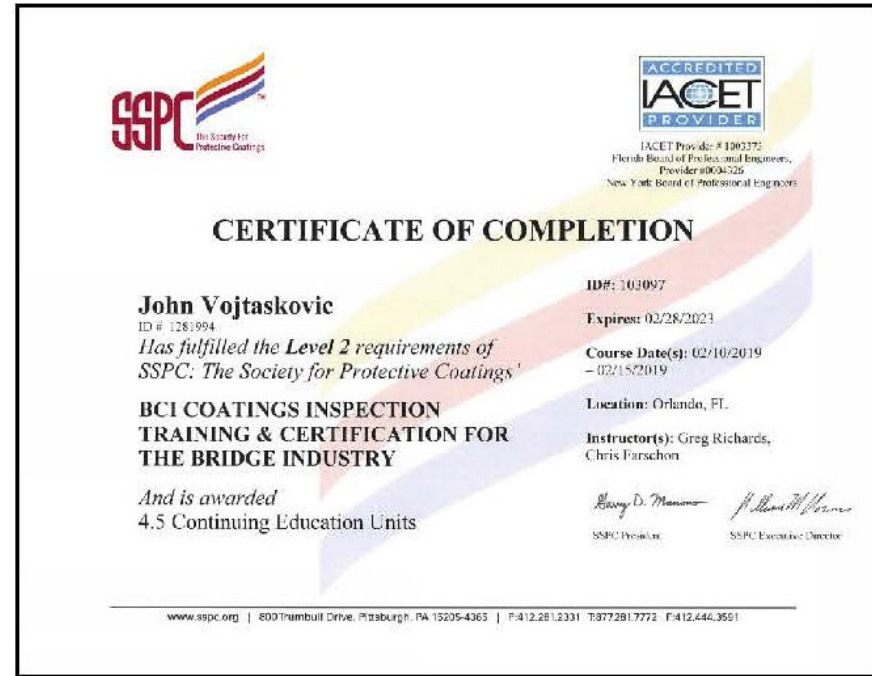 SSPC
TM
The Society For
Protective Coatings
ACCREDITED
IACET
PROVIDER
IACET Provider # 1003373
Florida Board of Professional Engineers,
Provider #0004326
New York Board of Professional Engineers
CERTIFICATE OF COMPLETION
John Vojtaskovic
ID # 1281994
Has fulfilled the Level 2 requirements of
SSPC: The Society for Protective Coatings'
BCI COATINGS INSPECTION
TRAINING & CERTIFICATION FOR
THE BRIDGE INDUSTRY
And is awarded
4.5 Continuing Education Units
ID#: 103097
Expires: 02/28/2023
Course Date(s): 02/10/2019
– 02/15/2019
Location: Orlando, FL
Instructor(s): Greg Richards,
Chris Farschon
SSPC President
SSPC Executive Director
www.sspc.org | 800 Trumbull Drive, Pittsburgh, PA 15205-4365 | P:412.281.2331 T:877.281.7772 F:412.444.3591